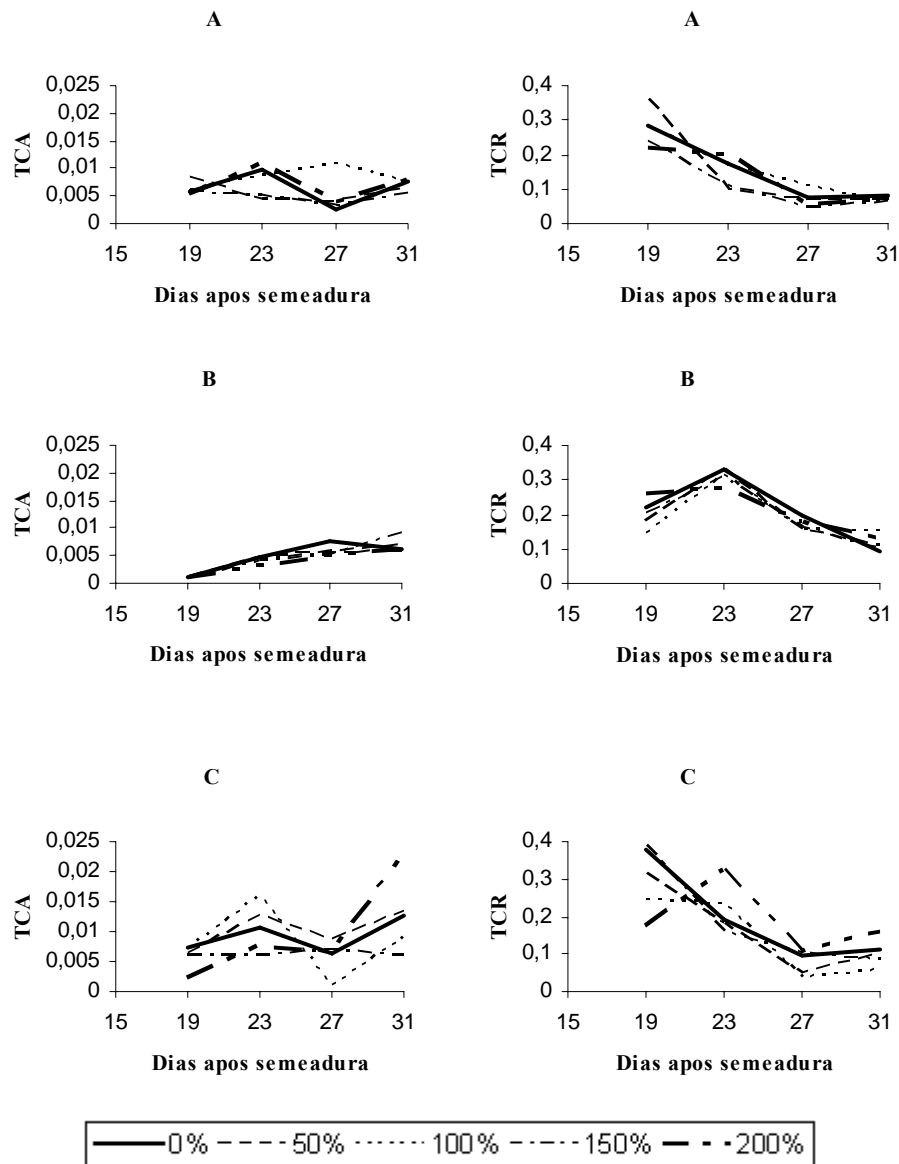 A
0,025
0,02
0,015
0,01
0,005
0
TCA
15 19 23 27 31
Dias apos semeadura
A
0,4
0,3
0,2
0,1
0
TCR
15 19 23 27 31
Dias apos semeadura
B
0,025
0,02
0,015
0,01
0,005
0
TCA
15 19 23 27 31
Dias apos semeadura
B
0,4
0,3
0,2
0,1
0
TCR
15 19 23 27 31
Dias apos semeadura
C
0,025
0,02
0,015
0,01
0,005
0
TCA
15 19 23 27 31
Dias apos semeadura
C
0,4
0,3
0,2
0,1
0
TCR
15 19 23 27 31
Dias apos semeadura
0% 50% 100% 150% 200%